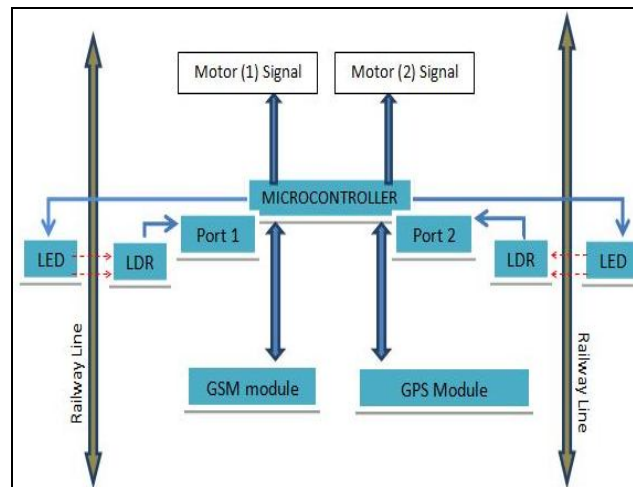 Motor (1) Signal
Motor (2) Signal
MICROCONTROLLER
Port 1
Port 2
LED
LDR
LDR
LED
Railway Line
Railway Line
GSM module
GPS Module